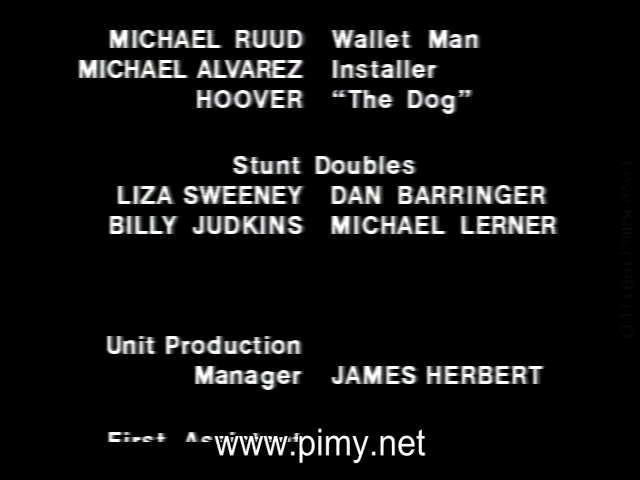 MICHAEL RUUD Wallet Man
MICHAEL ALVAREZ Installer
HOOVER “The Dog”
Stunt Doubles
LIZA SWEENEY DAN BARRINGER
BILLY JUDKINS MICHAEL LERNER
Unit Production
Manager JAMES HERBERT
First
www.pimy.net